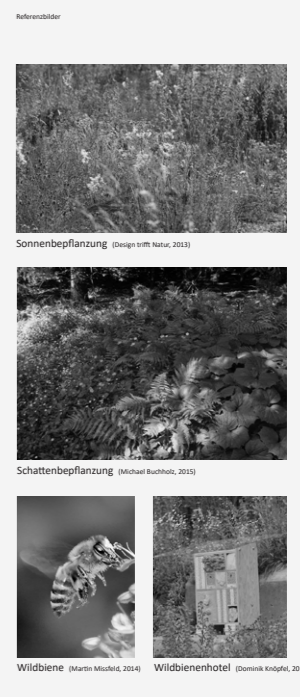 Referenzbilder
Sonnenbepflanzung (Design trifft Natur, 2013)
Schattenbepflanzung (Michael Buchholz, 2015)
Wildbiene (Martin Missfeld, 2014)
Wildbienenhotel (Dominik Knöpfel, 20